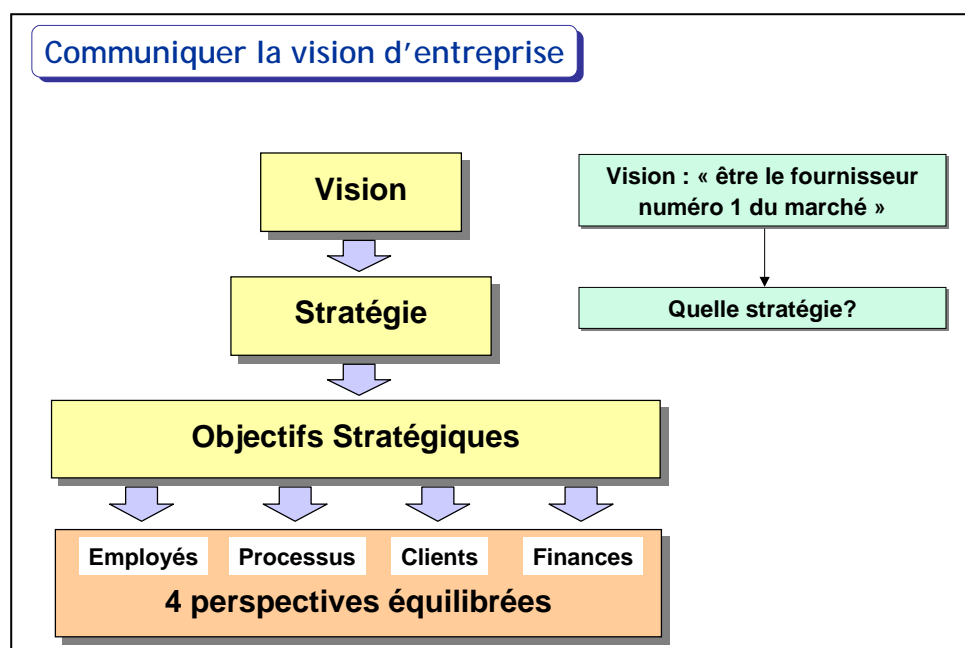 Communiquer la vision d’entreprise
Vision
Stratégie
Objectifs Stratégiques
Employés
Processus
Clients
Finances
4 perspectives équilibrées
Vision : « être le fournisseur
numéro 1 du marché »
Quelle stratégie?